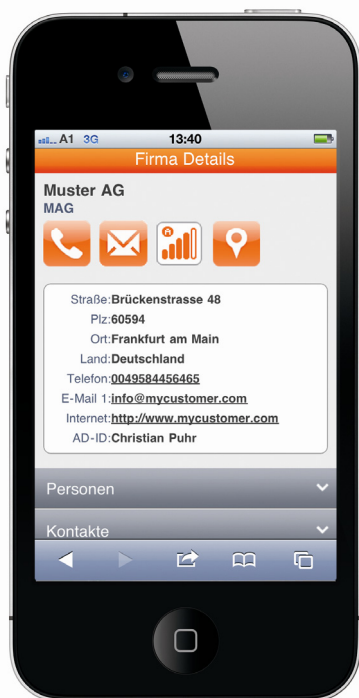 A1 3G 13:40
Firma Details
Muster AG
MAG
A
Straße:Brückenstrasse 48
Plz:60594
Ort:Frankfurt am Main
Land:Deutschland
Telefon:0049584456465
E-Mail 1:info@mycustomer.com
Internet:http://www.mycustomer.com
AD-ID:Christian Puhr
Personen
Kontakte